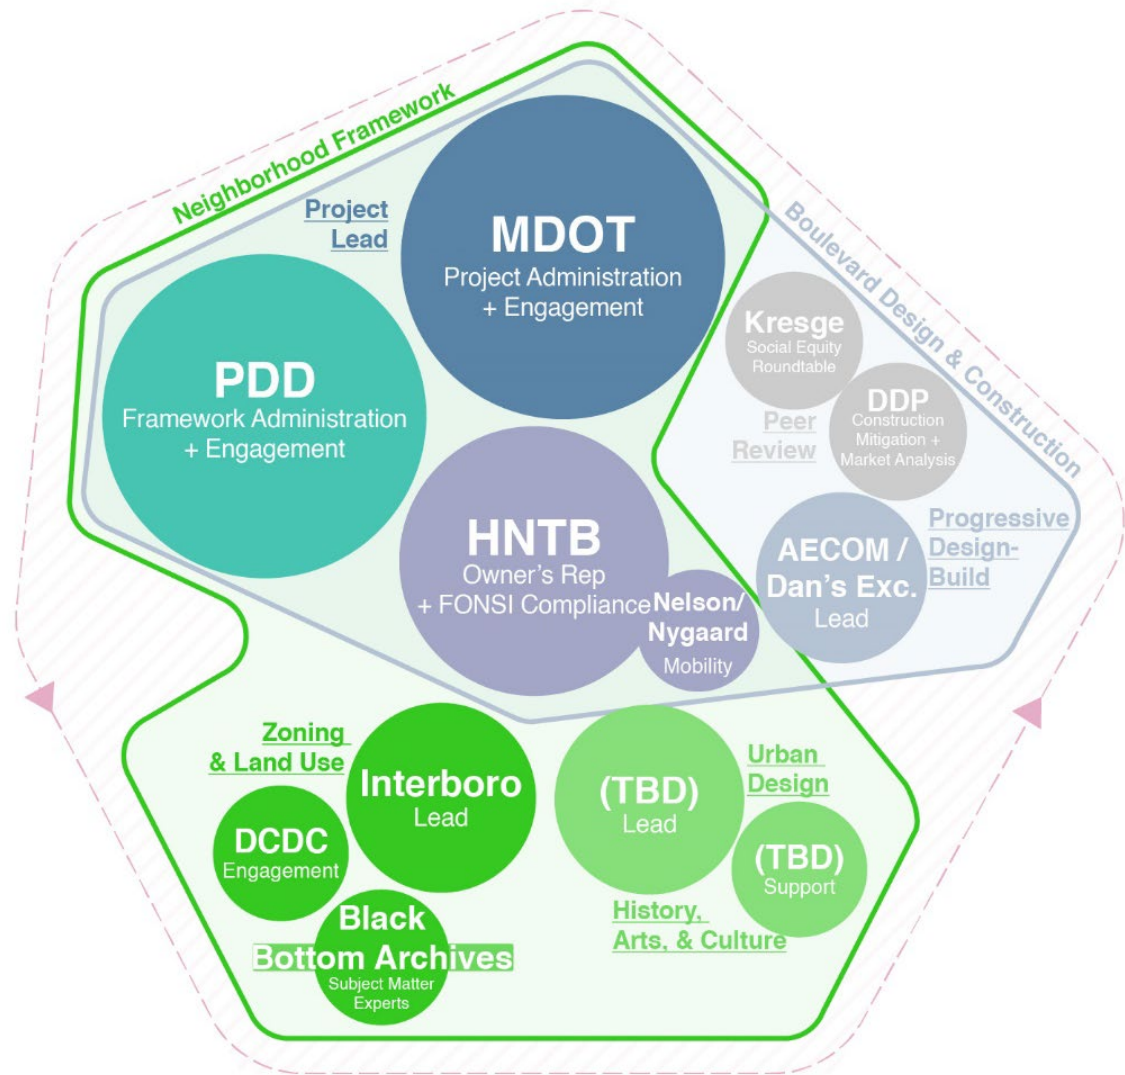 Neighborhood Framework
Boulevard Design & Construction
Project
Lead
MDOT
Project Administration
+ Engagement
PDD
Framework Administration
+ Engagement
Kresge
Social Equity
Roundtable
DDP
Construction
Mitigation +
Market Analysis
Peer
Review
HNTB
Owner's Rep
+ FONSI Compliance
Nelson/
Nygaard
Mobility
AECOM /
Dan's Exc.
Lead
Progressive
Design-
Build
Zoning
& Land Use
Interboro
Lead
DCDC
Engagement
Black
Bottom Archives
Subject Matter
Experts
(TBD)
Lead
Urban
Design
(TBD)
Support
History,
Arts, & Culture